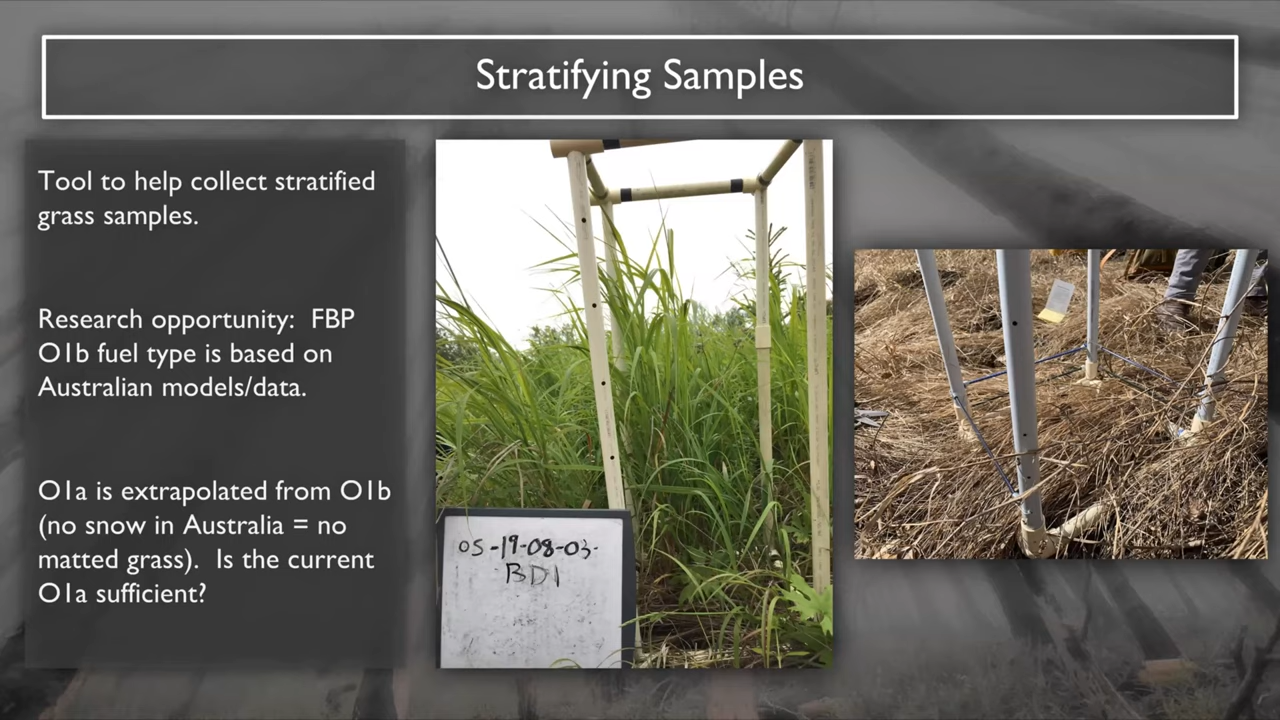 Stratifying Samples
Tool to help collect stratified
grass samples.
Research opportunity: FBP
O1b fuel type is based on
Australian models/data.
O1a is extrapolated from O1b
(no snow in Australia = no
matted grass). Is the current
O1a sufficient?
05-19-08-03-
BD1